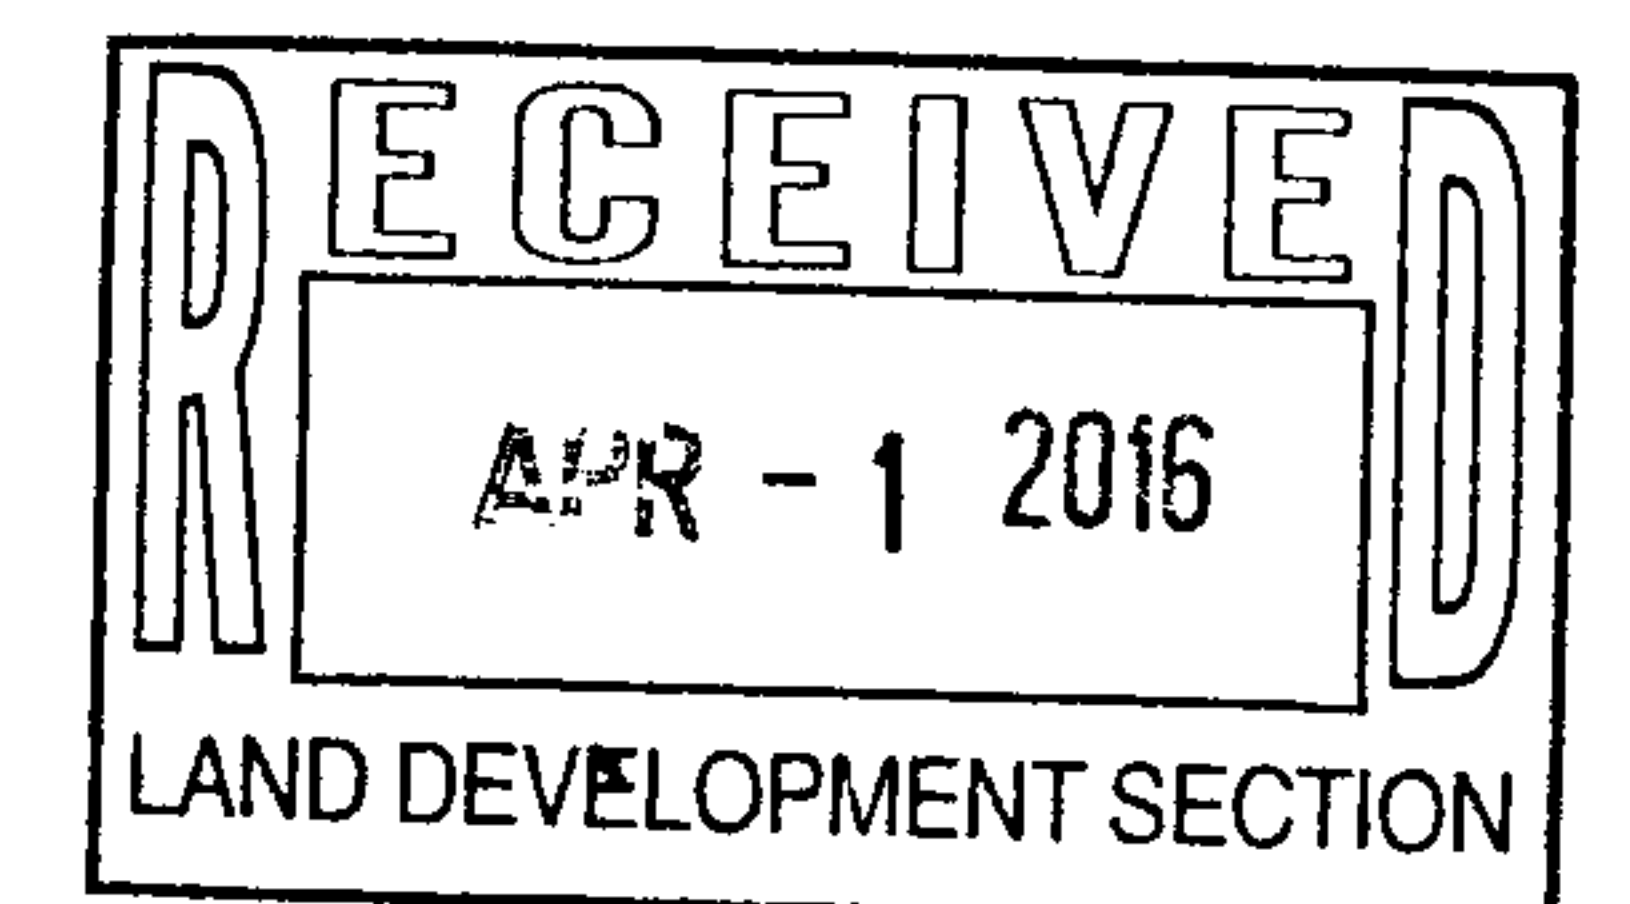 RECEIVED
APR - 1 2016
LAND DEVELOPMENT SECTION